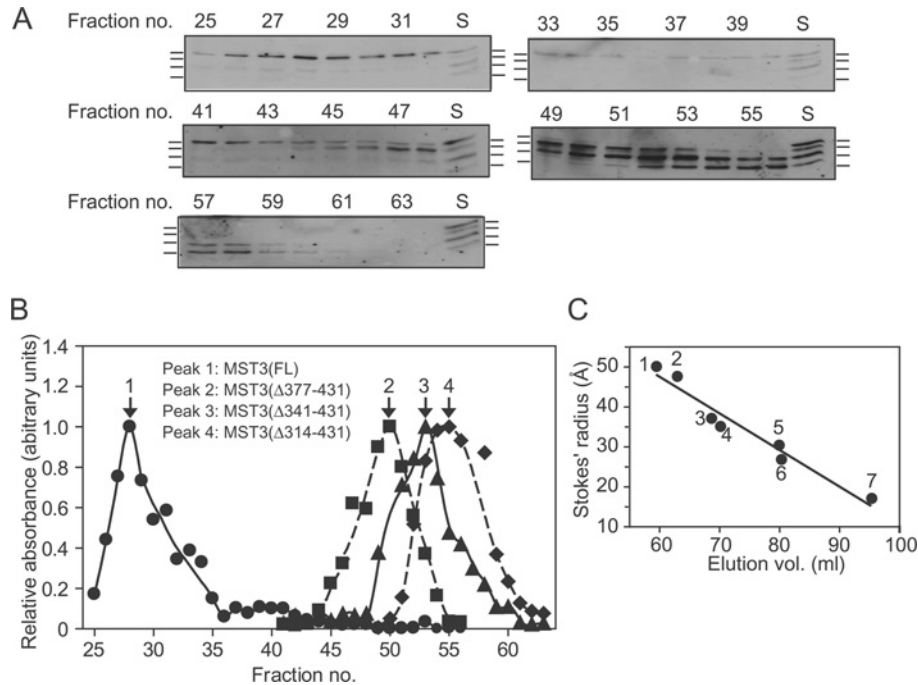 A
Fraction no. 25 27 29 31 33 35 37 39 S
S
Fraction no. 41 43 45 47 S 49 51 53 55 S
Fraction no. 57 59 61 63 S
B
Relative absorbance (abitrary units)
1.4
1.2
1.0
0.8
0.6
0.4
0.2
0
Peak 1: MST3(FL)
Peak 2: MST3(Δ377-431)
Peak 3: MST3(Δ341-431)
Peak 4: MST3(Δ314-431)
1 2 3 4
25 30 35 40 45 50 55 60
Fraction no.
C
Stokes' radius (Å)
50
40
30
20
10
1 2
3 4
5
6
7
60 70 80 90 100
Elution vol. (ml)